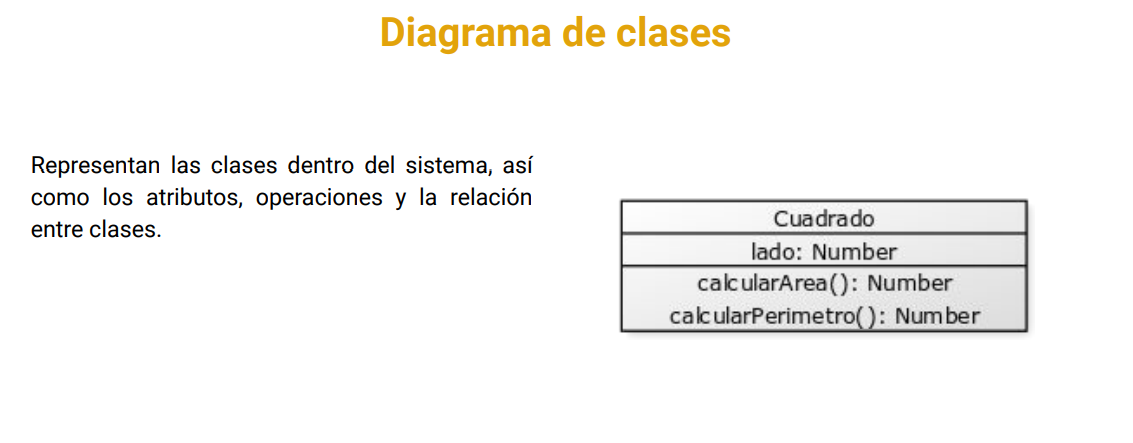 Diagrama de clases
Representan las clases dentro del sistema, así
como los atributos, operaciones y la relación
entre clases.
Cuadrado
lado: Number
calcularArea(): Number
calcularPerimetro(): Number